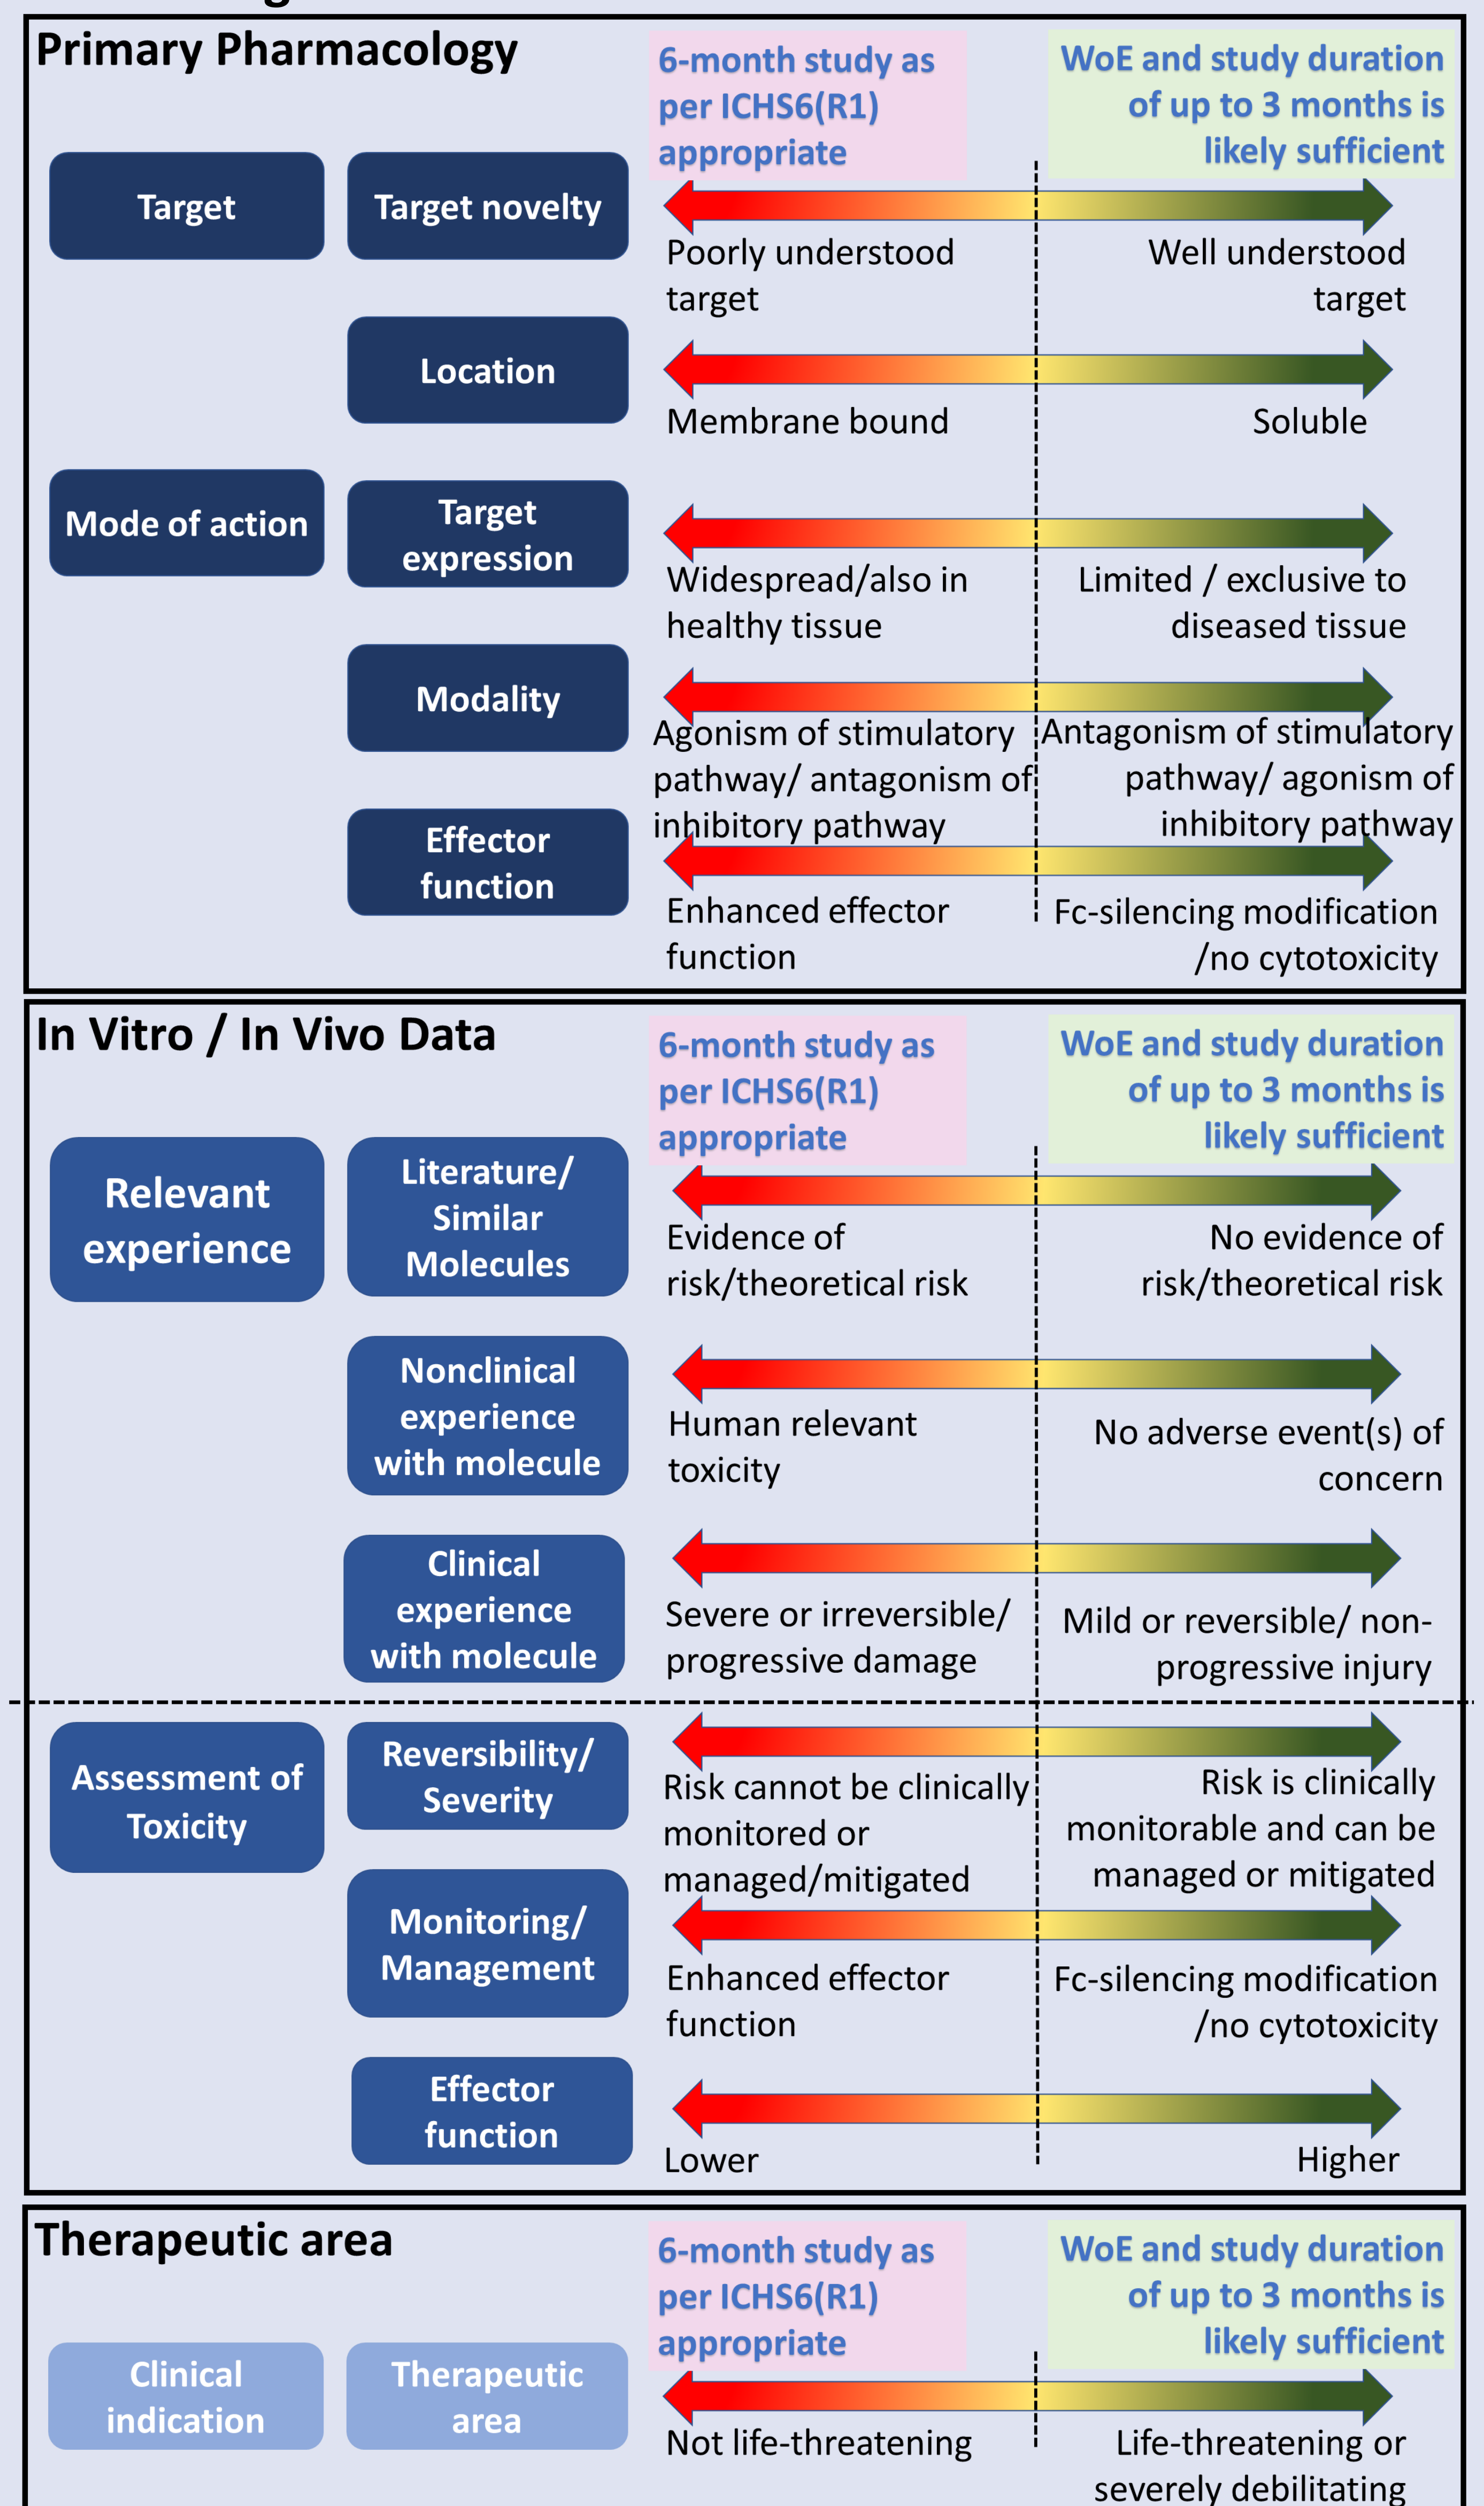 Primary Pharmacology
6-month study as
per ICHS6(R1)
appropriate
WoE and study duration
of up to 3 months is
likely sufficient
Target
Target novelty
Poorly understood
target
Well understood
target
Location
Membrane bound
Soluble
Mode of action
Target
expression
Widespread/also in
healthy tissue
Limited / exclusive to
diseased tissue
Modality
Agonism of stimulatory
pathway/ antagonism of
inhibitory pathway
Antagonism of stimulatory
pathway/ agonism of
inhibitory pathway
Effector
function
Enhanced effector
function
Fc-silencing modification
/no cytotoxicity
In Vitro / In Vivo Data
6-month study as
per ICHS6(R1)
appropriate
WoE and study duration
of up to 3 months is
likely sufficient
Relevant
experience
Literature/
Similar
Molecules
Evidence of
risk/theoretical risk
No evidence of
risk/theoretical risk
Nonclinical
experience
with molecule
Human relevant
toxicity
No adverse event(s) of
concern
Clinical
experience
with molecule
Severe or irreversible/
progressive damage
Mild or reversible/ non-
progressive injury
Assessment of
Toxicity
Reversibility/
Severity
Risk cannot be clinically
monitored or
managed/mitigated
Risk is clinically
monitorable and can be
managed or mitigated
Monitoring/
Management
Enhanced effector
function
Fc-silencing modification
/no cytotoxicity
Effector
function
Lower
Higher
Therapeutic area
6-month study as
per ICHS6(R1)
appropriate
WoE and study duration
of up to 3 months is
likely sufficient
Clinical
indication
Therapeutic
area
Not life-threatening
Life-threatening or
severely debilitating